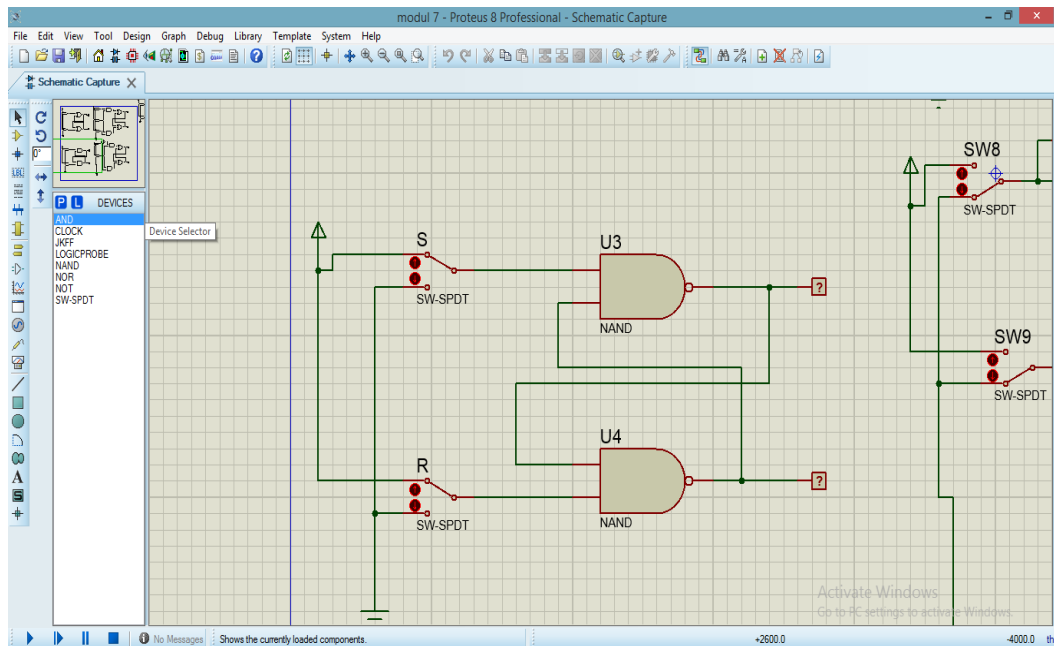 modul 7 - Proteus 8 Professional - Schematic Capture
File Edit View Tool Design Graph Debug Library Template System Help
Schematic Capture
0°
LBL
P L DEVICES
AND
CLOCK
JKFF
LOGICPROBE
NAND
NOR
NOT
SW-SPDT
Device Selector
A
S
S
SW-SPDT
U3
NAND
?
R
SW-SPDT
U4
NAND
?
SW8
SW-SPDT
SW9
SW-SPDT
Activate Windows
Go to PC settings to activate Windows.
No Messages
Shows the currently loaded components.
+2600.0
-4000.0
th